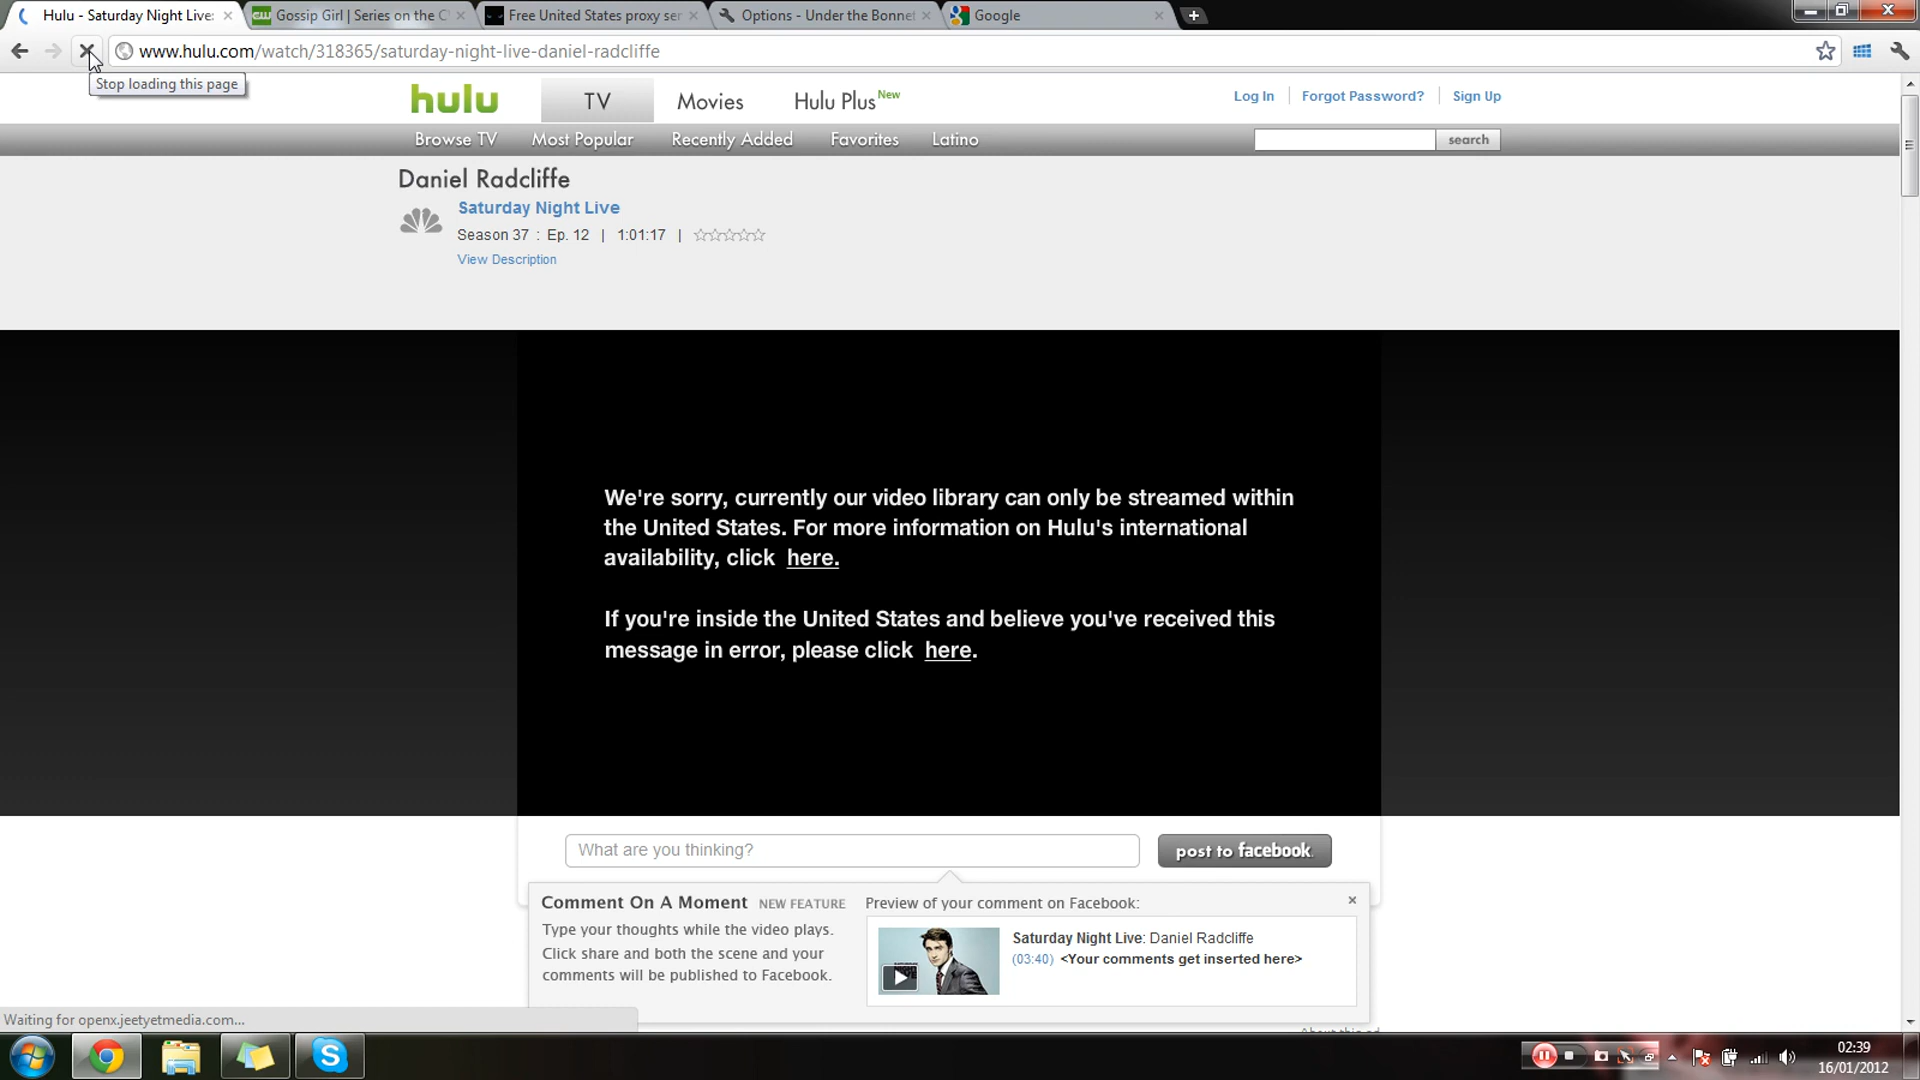 Hulu - Saturday Night Live:
Gossip Girl | Series on the C
Free United States proxy ser
Options - Under the Bonnet
Google
www.hulu.com/watch/318365/saturday-night-live-daniel-radcliffe
Stop loading this page
hulu
TV
Movies
Hulu Plus New
Log In
Forgot Password?
Sign Up
Browse TV
Most Popular
Recently Added
Favorites
Latino
search
Daniel Radcliffe
Saturday Night Live
Season 37 : Ep. 12 | 1:01:17 |
View Description
We're sorry, currently our video library can only be streamed within
the United States. For more information on Hulu's international
availability, click here.
If you're inside the United States and believe you've received this
message in error, please click here.
What are you thinking?
post to facebook
Comment On A Moment NEW FEATURE
Type your thoughts while the video plays.
Click share and both the scene and your
comments will be published to Facebook.
Preview of your comment on Facebook:
Saturday Night Live: Daniel Radcliffe
(03:40) <Your comments get inserted here>
About this ad
Waiting for openx.jeetyetmedia.com...
02:39
16/01/2012